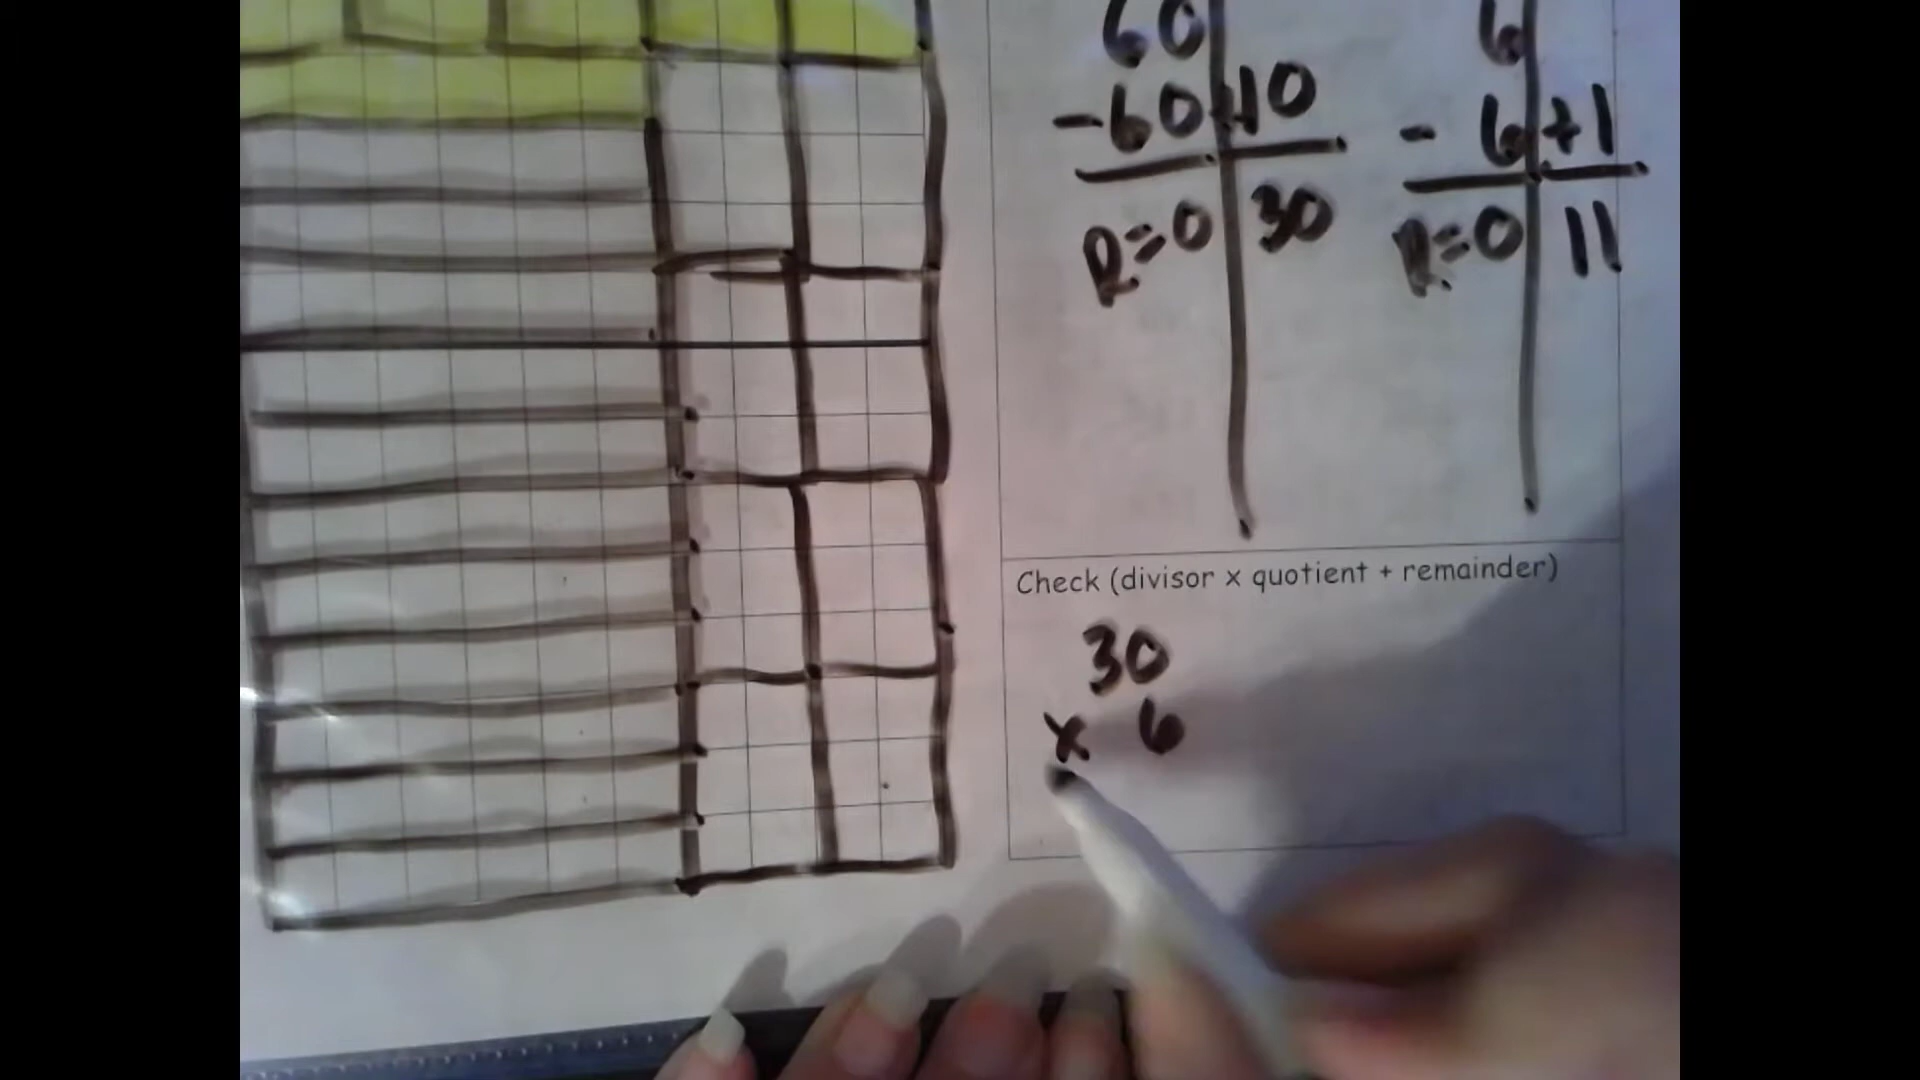 60
- 60 +10
R=0 30
6
- 6 +1
R=0 11
Check (divisor x quotient + remainder)
30
x 6